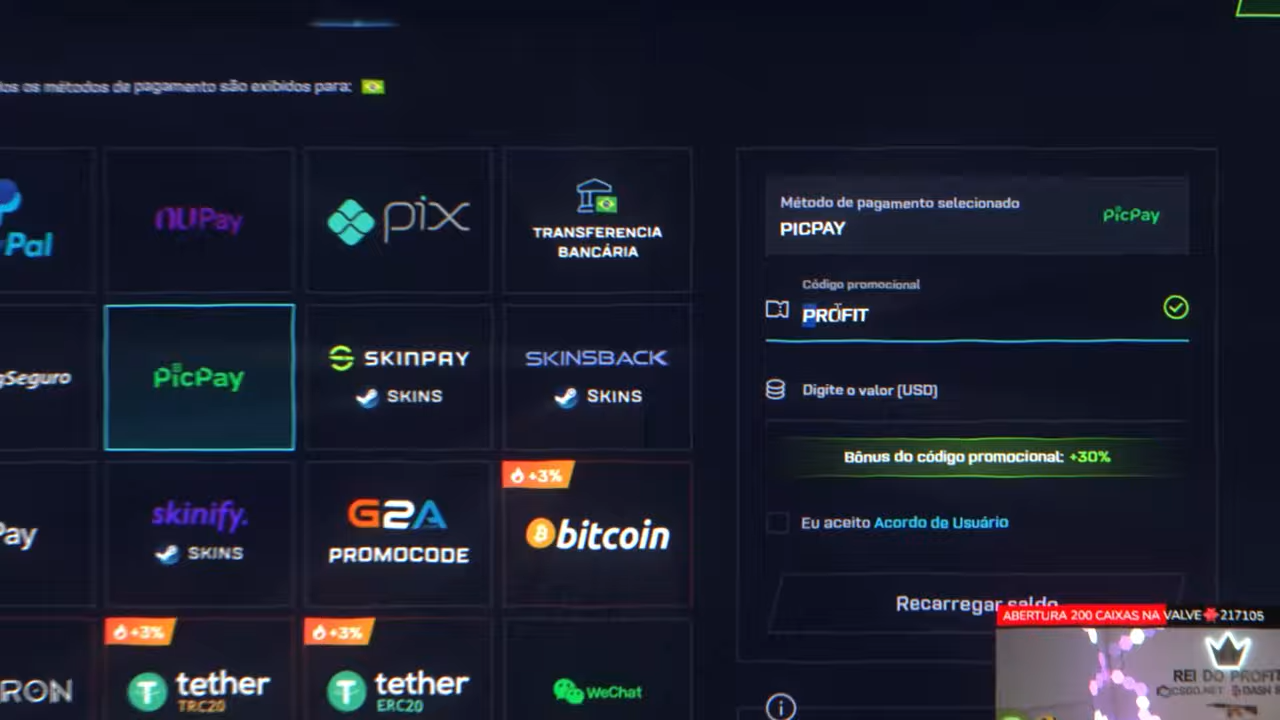 os os métodos de pagamento são exibidos para:
Pal
nuPay
pix
TRANSFERENCIA
BANCÁRIA
gSeguro
PicPay
SKINPAY
SKINS
SKINSBACK
SKINS
Pay
skinify.
SKINS
G2A
PROMOCODE
+3%
bitcoin
RON
+3%
tether
TRC20
+3%
tether
ERC20
WeChat
Método de pagamento selecionado
PICPAY
PicPay
Código promocional
PROFIT
Digite o valor (USD)
Bônus do código promocional: +30%
Eu aceito Acordo de Usuário
Recarregar saldo
ABERTURA 200 CAIXAS NA VALVE 217105
REI DO PROFIT
CSGO.NET